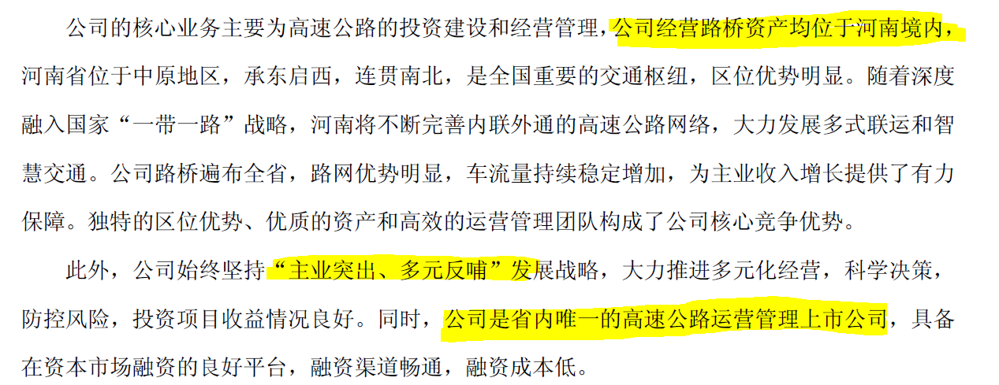 公司的核心业务主要为高速公路的投资建设和经营管理，公司经营路桥资产均位于河南境内，
河南省位于中原地区，承东启西，连贯南北，是全国重要的交通枢纽，区位优势明显。随着深度
融入国家“一带一路”战略，河南将不断完善内联外通的高速公路网络，大力发展多式联运和智
慧交通。公司路桥遍布全省，路网优势明显，车流量持续稳定增加，为主业收入增长提供了有力
保障。独特的区位优势、优质的资产和高效的运营管理团队构成了公司核心竞争优势。
此外，公司始终坚持“主业突出、多元反哺”发展战略，大力推进多元化经营，科学决策，
防控风险，投资项目收益情况良好。同时，公司是省内唯一的高速公路运营管理上市公司，具备
在资本市场融资的良好平台，融资渠道畅通，融资成本低。